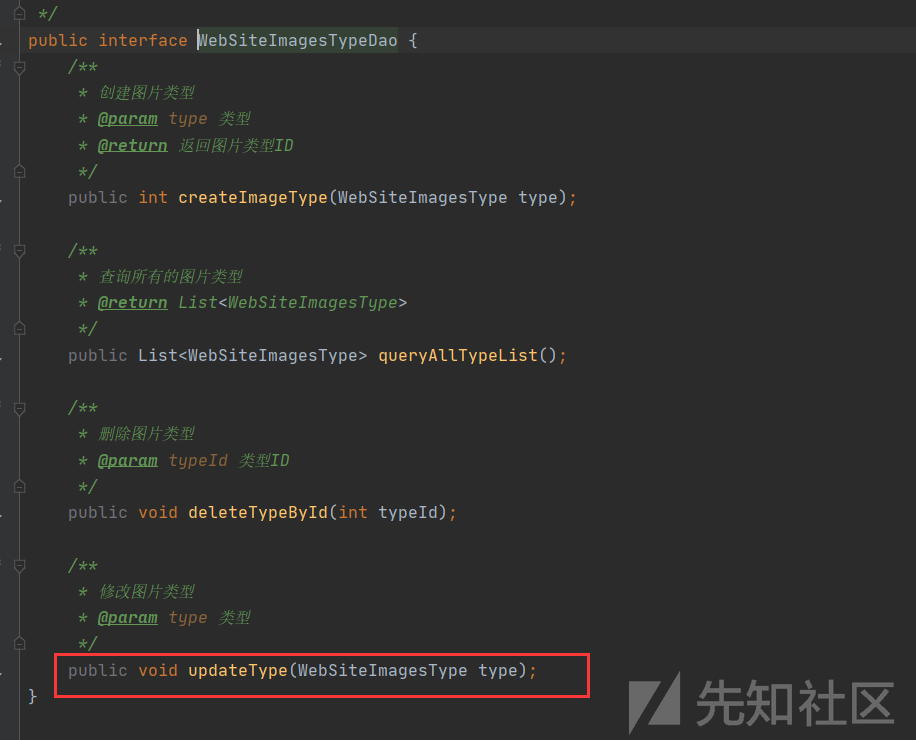 */
public interface WebSiteImagesTypeDao {
/**
* 创建图片类型
* @param type 类型
* @return 返回图片类型ID
*/
public int createImageType(WebSiteImagesType type);
/**
* 查询所有的图片类型
* @return List<WebSiteImagesType>
*/
public List<WebSiteImagesType> queryAllTypeList();
/**
* 删除图片类型
* @param typeId 类型ID
*/
public void deleteTypeById(int typeId);
/**
* 修改图片类型
* @param type 类型
*/
public void updateType(WebSiteImagesType type);
}
先知社区